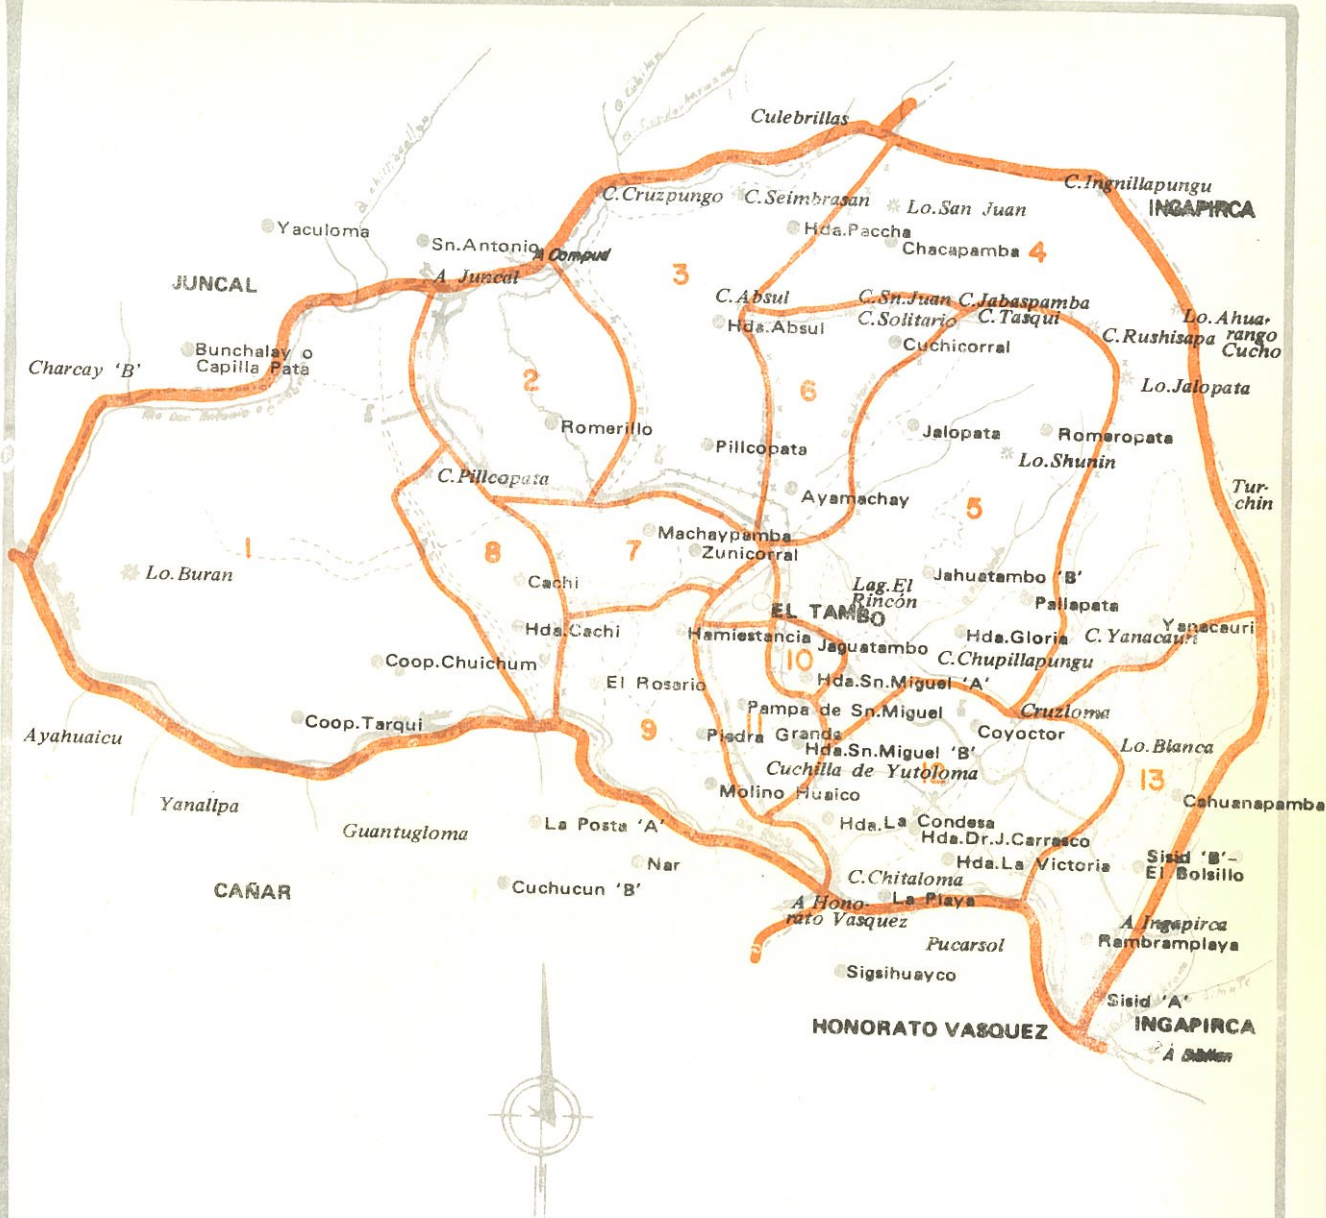 Culebrillas
C.Ingnillapungu
INGAPIRCA
C.Cruzpungo
C.Seimbrasan
Lo.San Juan
Yaculoma
Sn.Antonio
A Compud
Hda.Paccha
Chacapamba
4
3
JUNCAL
A Juncal
C.Absul
C.Sn.Juan
C.Jabaspamba
Hda.Absul
C.Solitario
C.Tasqui
Lo.Ahua-
rango
Cucho
C.Rushisapa
Cuchicorral
Bunchalay o
Capilla Pata
Charcay 'B'
2
6
Lo.Jalopata
Romerillo
Jalopata
Romeropata
Pillcopata
Lo.Shunin
C.Pillcopata
Ayamachay
Tur-
chin
5
1
8
7
Machaypamba
Zunicorral
Lo.Buran
Cachi
Lag.El
Rincón
Jahuatambo 'B'
Pallapata
EL TAMBO
Hda.Cachi
Hamiestancia
Jaguatambo
Hda.Gloria
C. Yanacauri
Yanacauri
Coop.Chuichum
10
C.Chupillapungu
El Rosario
Hda.Sn.Miguel 'A'
Pampa de Sn.Miguel
Cruzloma
Coop.Tarqui
9
11
Piedra Grande
Coyoctor
Ayahuaicu
Hda.Sn.Miguel 'B'
Lo.Blanca
Cuchilla de Yutoloma
12
13
Yanallpa
Molino Huaico
Cahuanapamba
Guantugloma
La Posta 'A'
Hda.La Condesa
Hda.Dr.J.Carrasco
Nar
Hda.La Victoria
Sisid 'B'-
El Bolsillo
CAÑAR
Cuchucun 'B'
C.Chitaloma
La Playa
A Hono-
rato Vasquez
A Ingapirca
Rambramplaya
Pucarsol
Sigsihuayco
Sisid 'A'
HONORATO VASQUEZ
INGAPIRCA